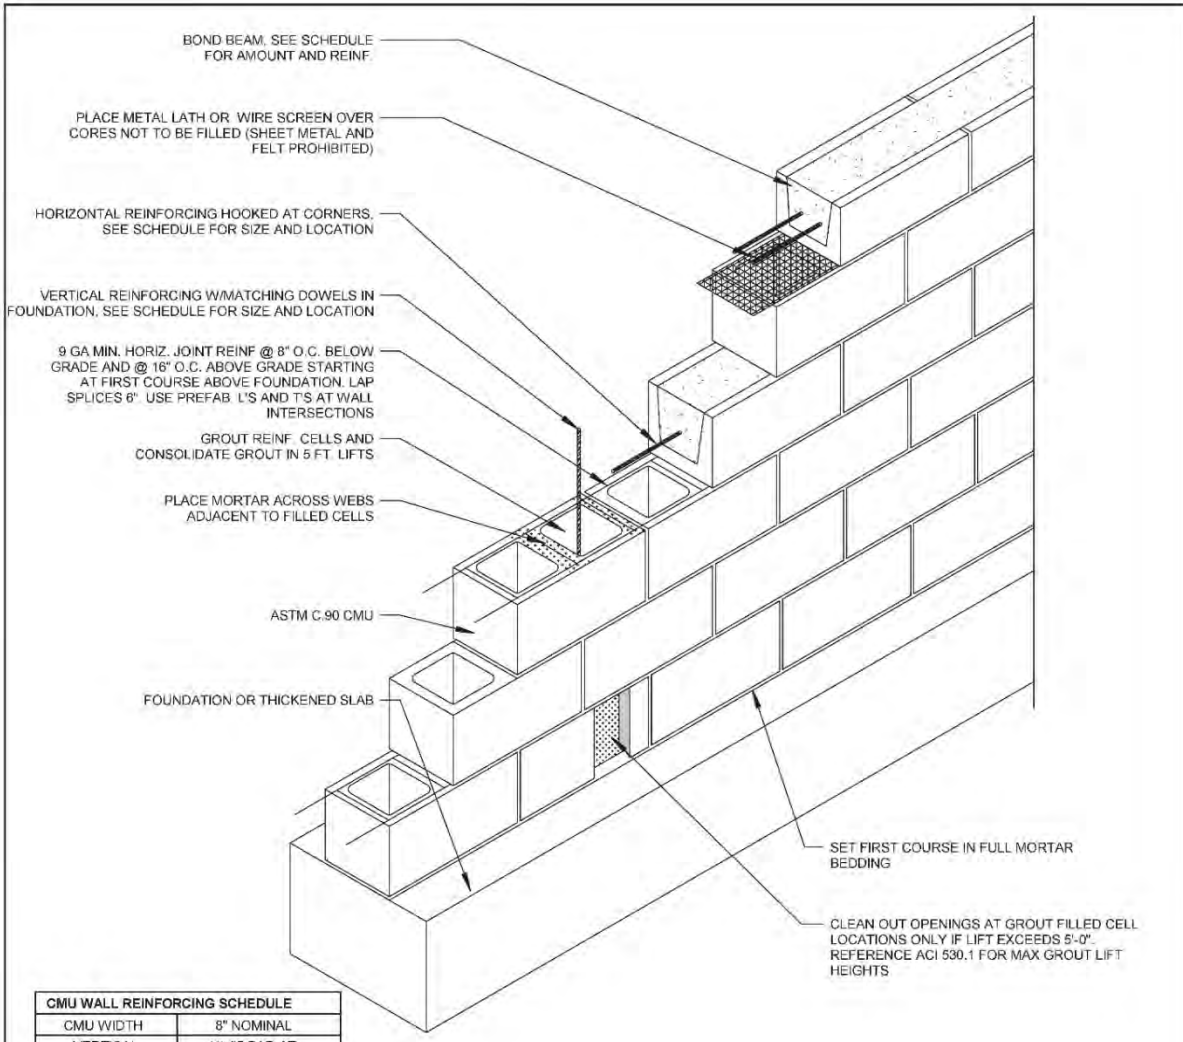 BOND BEAM, SEE SCHEDULE
FOR AMOUNT AND REINF.
PLACE METAL LATH OR WIRE SCREEN OVER
CORES NOT TO BE FILLED (SHEET METAL AND
FELT PROHIBITED)
HORIZONTAL REINFORCING HOOKED AT CORNERS,
SEE SCHEDULE FOR SIZE AND LOCATION
VERTICAL REINFORCING W/MATCHING DOWELS IN
FOUNDATION, SEE SCHEDULE FOR SIZE AND LOCATION
9 GA MIN. HORIZ. JOINT REINF @ 8" O.C. BELOW
GRADE AND @ 16" O.C. ABOVE GRADE STARTING
AT FIRST COURSE ABOVE FOUNDATION. LAP
SPLICES 6". USE PREFAB L'S AND T'S AT WALL
INTERSECTIONS
GROUT REINF. CELLS AND
CONSOLIDATE GROUT IN 5 FT. LIFTS
PLACE MORTAR ACROSS WEBS
ADJACENT TO FILLED CELLS
ASTM C.90 CMU
FOUNDATION OR THICKENED SLAB
SET FIRST COURSE IN FULL MORTAR
BEDDING
CLEAN OUT OPENINGS AT GROUT FILLED CELL
LOCATIONS ONLY IF LIFT EXCEEDS 5'-0".
REFERENCE ACI 530.1 FOR MAX GROUT LIFT
HEIGHTS
CMU WALL REINFORCING SCHEDULE
CMU WIDTH 8" NOMINAL